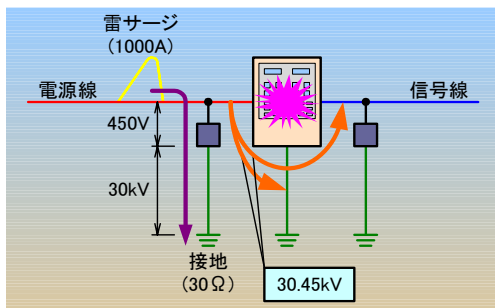 雷サージ
(1000A)
電源線
信号線
450V
30kV
接地
(30Ω)
30.45kV